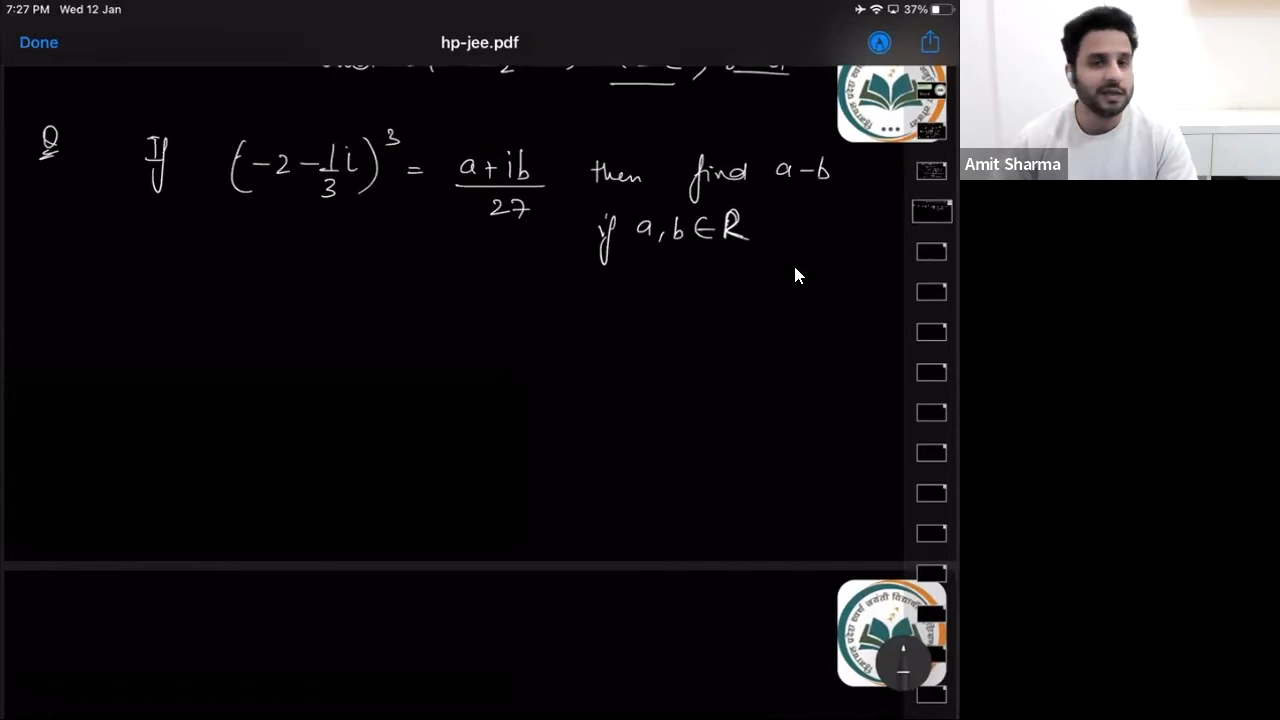 7:27 PM Wed 12 Jan
37%
Done
hp-jee.pdf
Amit Sharma
Q If (-2-1/3 i)^3 = a+ib/27 then find a-b
if a, b ∈ R